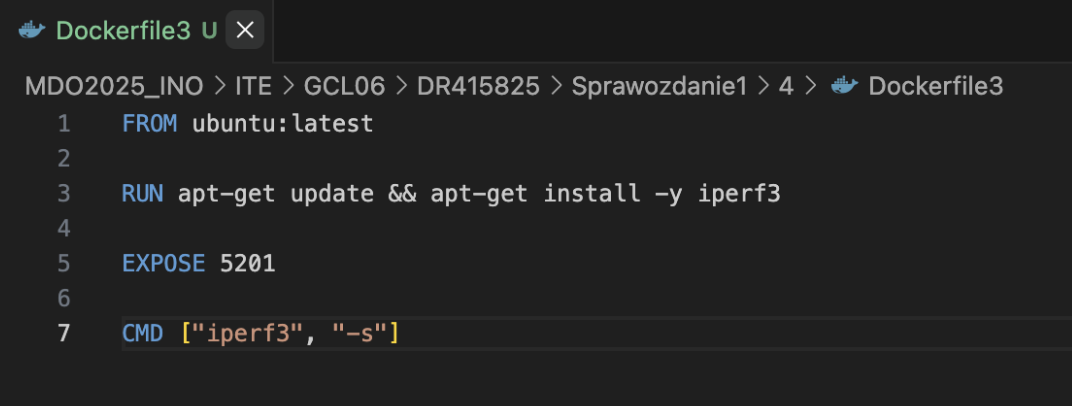 Dockerfile3 U ×
MDO2025_INO > ITE > GCL06 > DR415825 > Sprawozdanie1 > 4 > Dockerfile3
1 FROM ubuntu:latest
2
3 RUN apt-get update && apt-get install -y iperf3
4
5 EXPOSE 5201
6
7 CMD ["iperf3", "-s"]